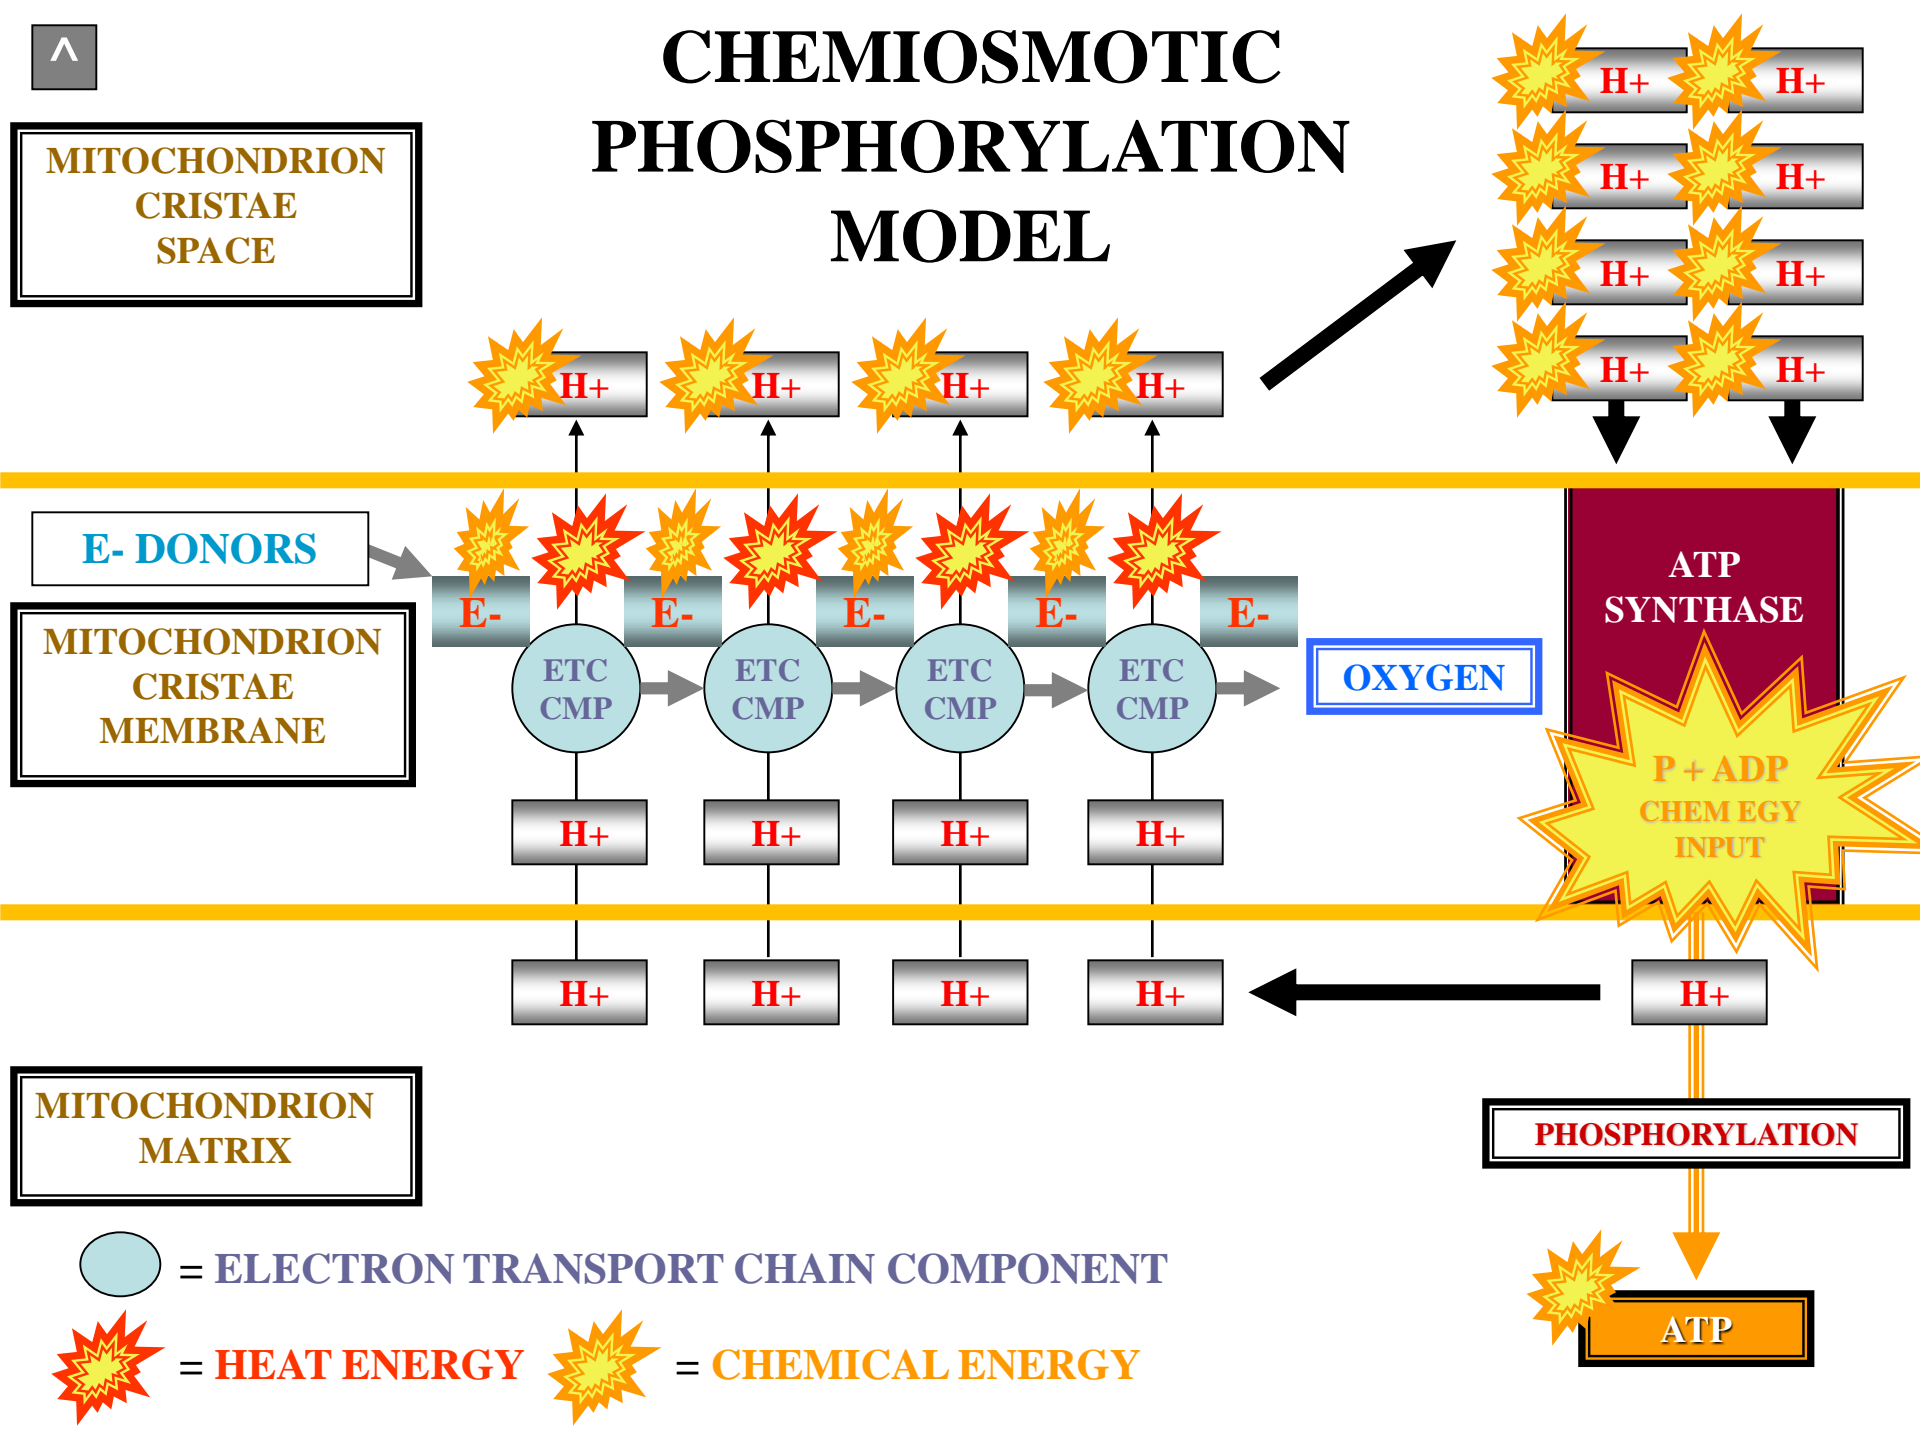 ^
CHEMIOSMOTIC
PHOSPHORYLATION
MODEL
MITOCHONDRION
CRISTAE
SPACE
H+ H+
H+ H+
H+ H+
H+ H+
H+ H+ H+ H+
E- DONORS
E- E- E- E- E-
MITOCHONDRION
CRISTAE
MEMBRANE
ETC
CMP
ETC
CMP
ETC
CMP
ETC
CMP
OXYGEN
ATP
SYNTHASE
P + ADP
CHEM EGY
INPUT
H+ H+ H+ H+
H+ H+ H+ H+
H+
MITOCHONDRION
MATRIX
PHOSPHORYLATION
ATP
= ELECTRON TRANSPORT CHAIN COMPONENT
= HEAT ENERGY = CHEMICAL ENERGY